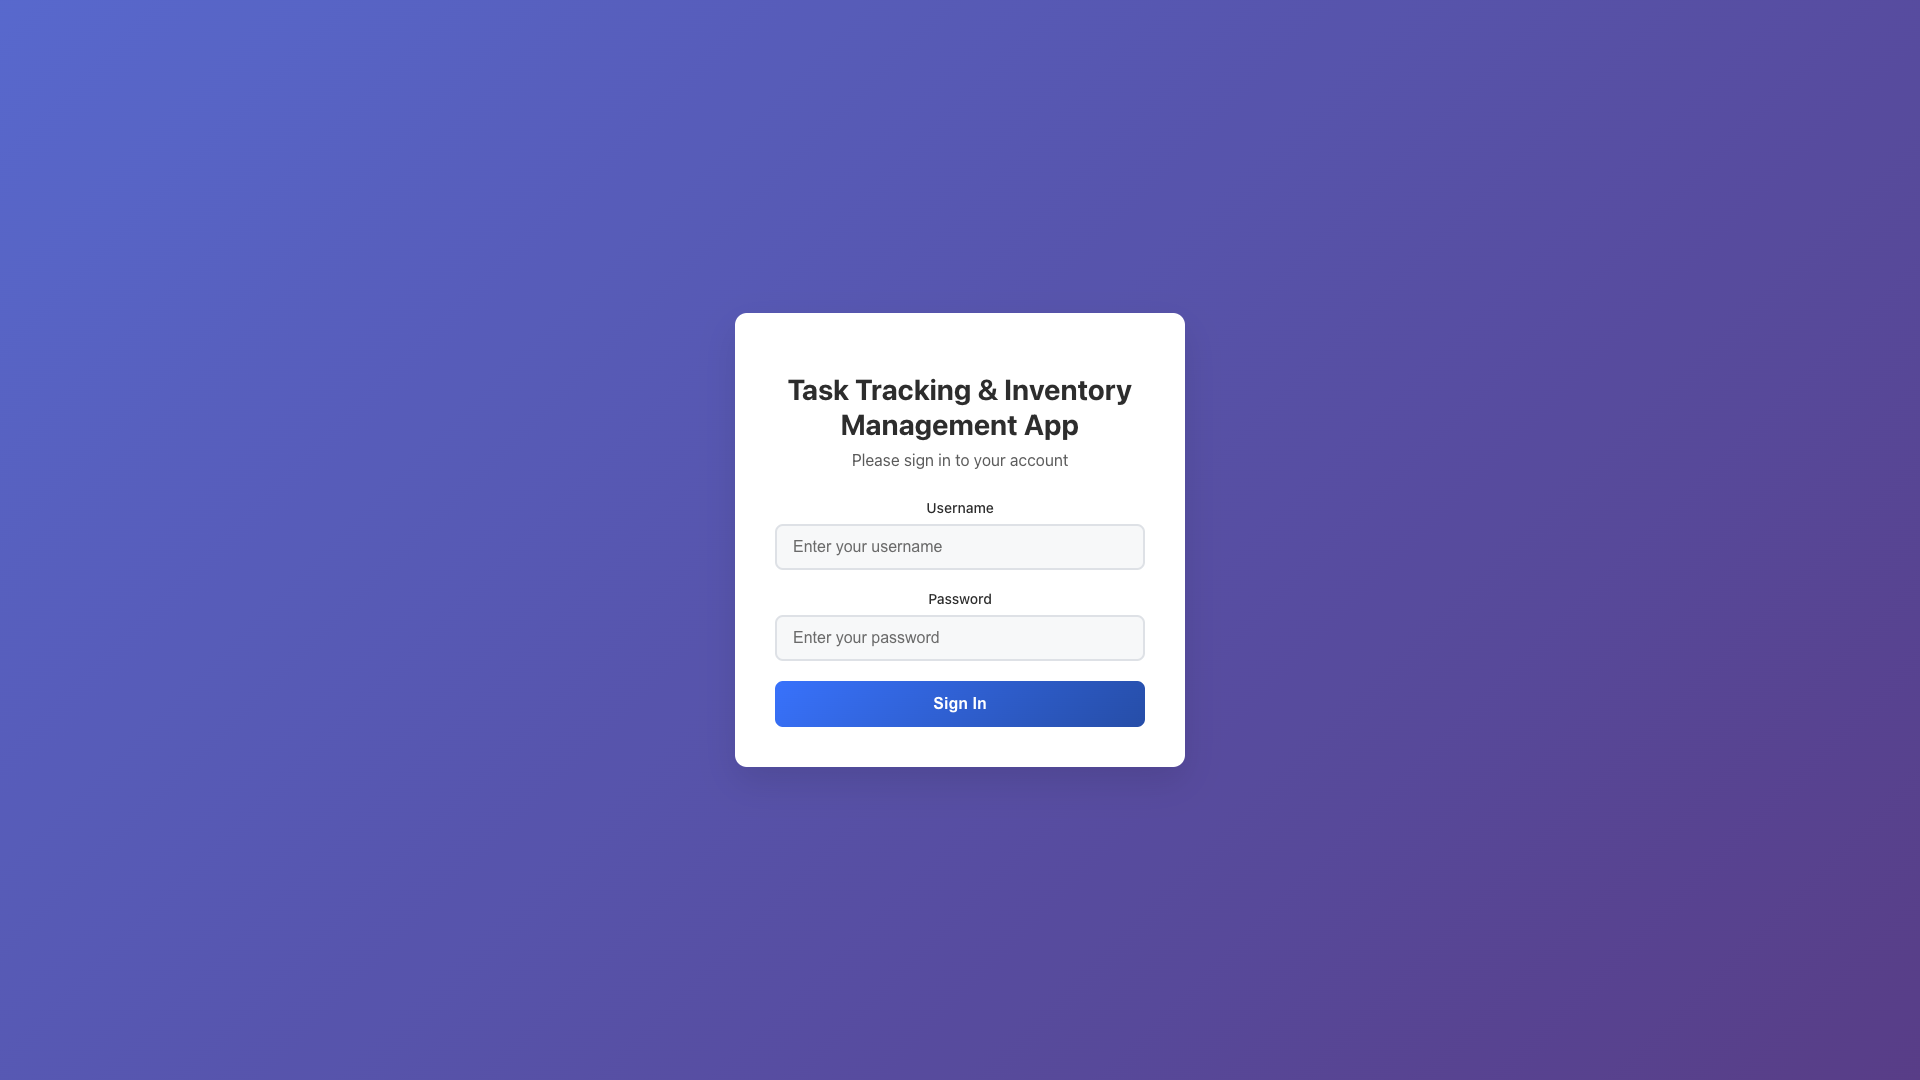 Task Tracking & Inventory
Management App
Please sign in to your account
Username
Enter your username
Password
Enter your password
Sign In